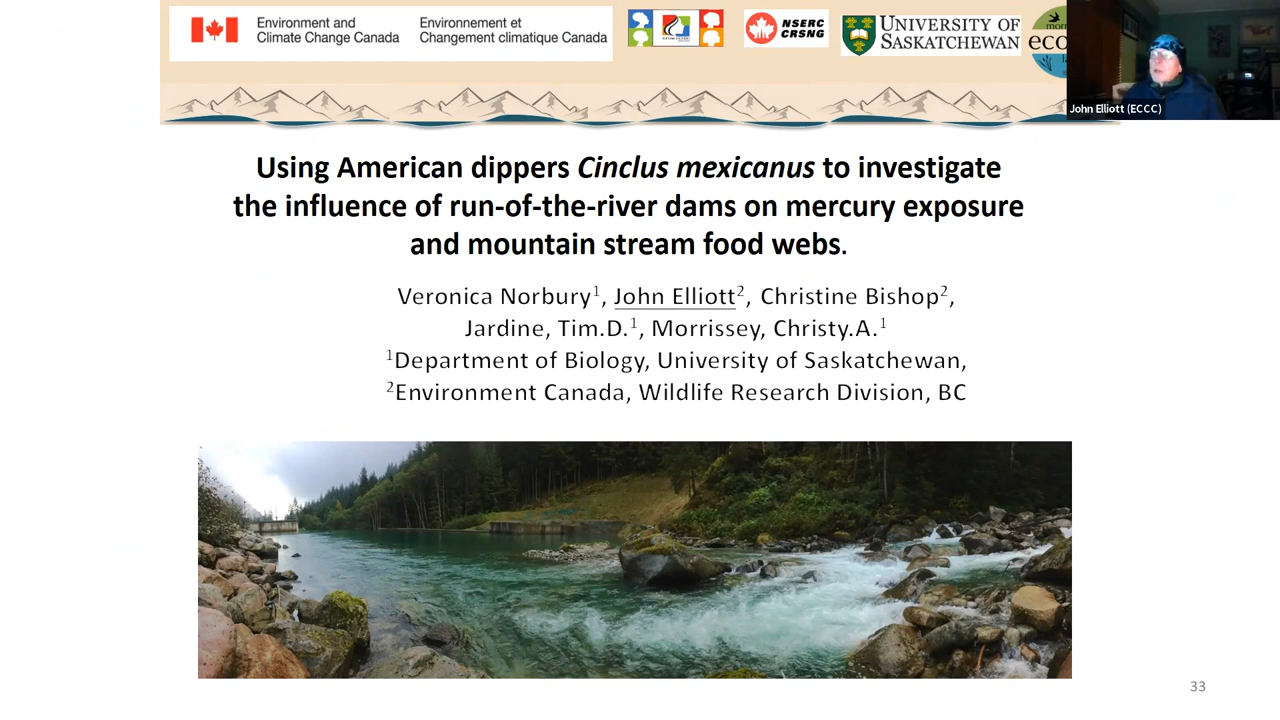 Environment and
Climate Change Canada
Environnement et
Changement climatique Canada
NSERC
CRSNG
UNIVERSITY OF
SASKATCHEWAN
John Elliott (ECCC)
Using American dippers Cinclus mexicanus to investigate
the influence of run-of-the-river dams on mercury exposure
and mountain stream food webs.
Veronica Norbury1, John Elliott2, Christine Bishop2,
Jardine, Tim.D.1, Morrissey, Christy.A.1
1Department of Biology, University of Saskatchewan,
2Environment Canada, Wildlife Research Division, BC
33